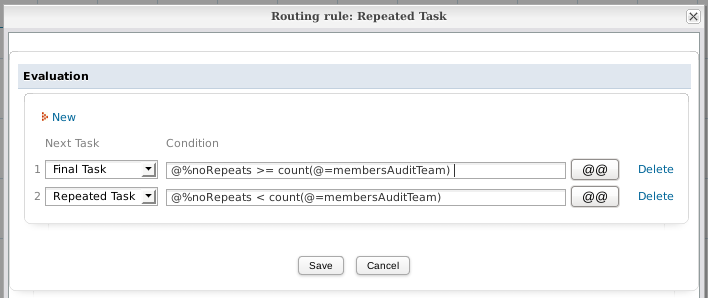 Routing rule: Repeated Task
Evaluation
New
Next Task Condition
1 Final Task @%noRepeats >= count(@=membersAuditTeam) @@ Delete
2 Repeated Task @%noRepeats < count(@=membersAuditTeam) @@ Delete
Save Cancel